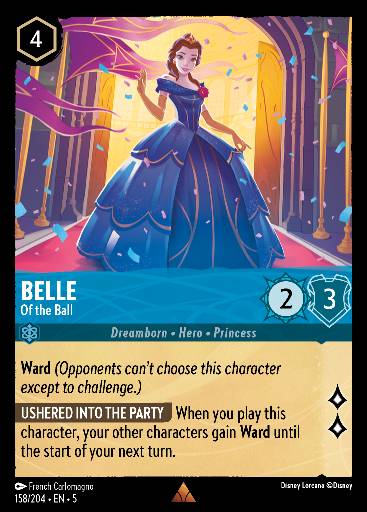 4
BELLE
Of the Ball
2
3
Dreamborn • Hero • Princess
Ward (Opponents can't choose this character
except to challenge.)
USHERED INTO THE PARTY When you play this
character, your other characters gain Ward until
the start of your next turn.
French Carlomagno
158/204 • EN • 5
Disney Lorcana ©Disney